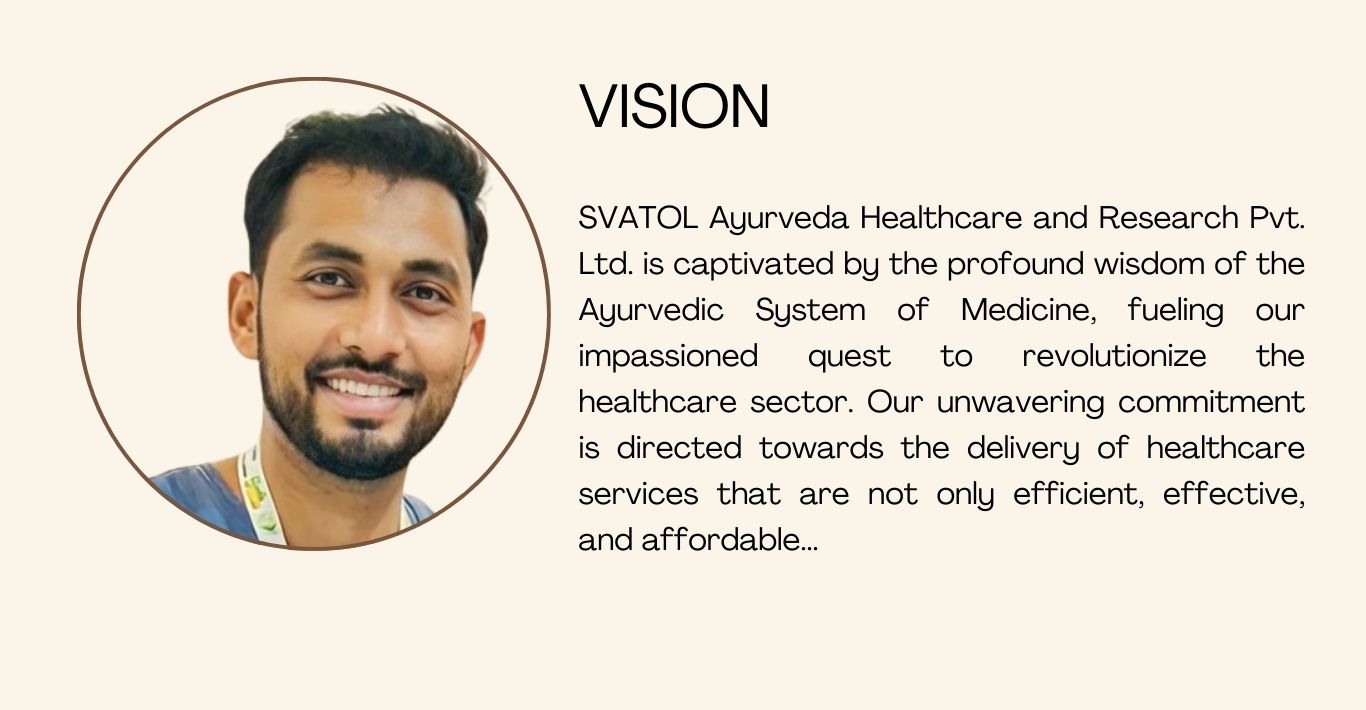 VISION
SVATOL Ayurveda Healthcare and Research Pvt.
Ltd. is captivated by the profound wisdom of the
Ayurvedic System of Medicine, fueling our
impassioned quest to revolutionize the
healthcare sector. Our unwavering commitment
is directed towards the delivery of healthcare
services that are not only efficient, effective,
and affordable...